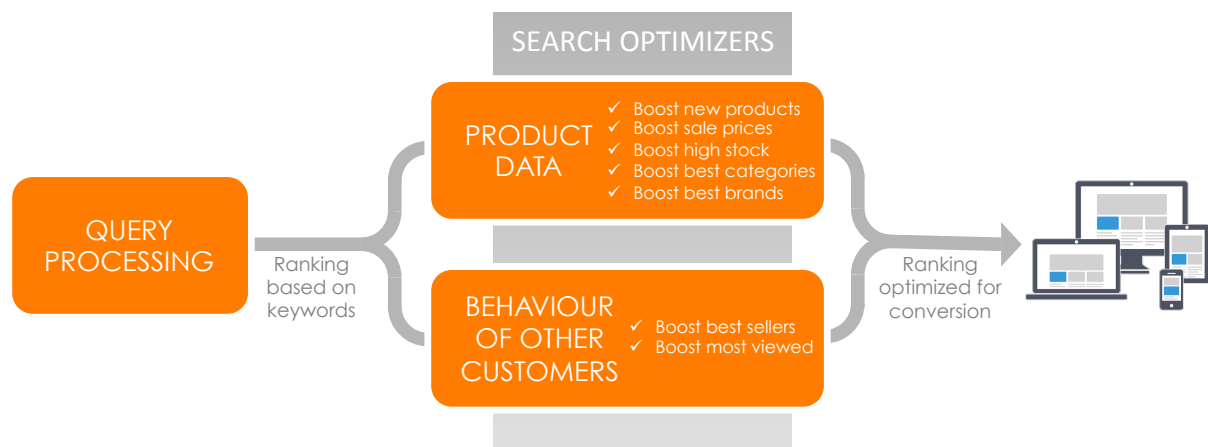 SEARCH OPTIMIZERS
QUERY
PROCESSING
Ranking
based on
keywords
PRODUCT
DATA
✓ Boost new products
✓ Boost sale prices
✓ Boost high stock
✓ Boost best categories
✓ Boost best brands
BEHAVIOUR
OF OTHER
CUSTOMERS
✓ Boost best sellers
✓ Boost most viewed
Ranking
optimized for
conversion